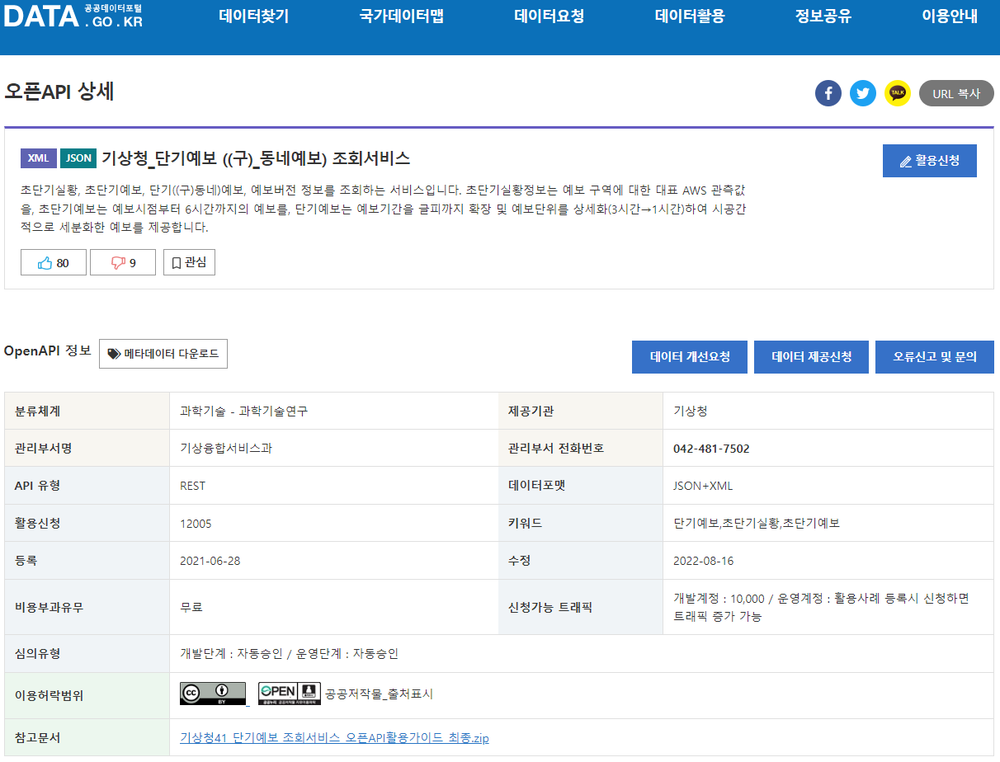 DATA 공공데이터포털 .GO.KR
데이터찾기 국가데이터맵 데이터요청 데이터활용 정보공유 이용안내
오픈API 상세
TALK URL 복사
XML JSON 기상청_단기예보 ((구)_동네예보) 조회서비스
활용신청
초단기실황, 초단기예보, 단기((구)동네)예보, 예보버전 정보를 조회하는 서비스입니다. 초단기실황정보는 예보 구역에 대한 대표 AWS 관측값
을, 초단기예보는 예보시점부터 6시간까지의 예보를, 단기예보는 예보기간을 글피까지 확장 및 예보단위를 상세화(3시간→1시간)하여 시공간
적으로 세분화한 예보를 제공합니다.
80 9 관심
OpenAPI 정보 메타데이터 다운로드
데이터 개선요청 데이터 제공신청 오류신고 및 문의
분류체계 과학기술 - 과학기술연구 제공기관 기상청
관리부서명 기상융합서비스과 관리부서 전화번호 042-481-7502
API 유형 REST 데이터포맷 JSON+XML
활용신청 12005 키워드 단기예보,초단기실황,초단기예보
등록 2021-06-28 수정 2022-08-16
비용부과유무 무료 신청가능 트래픽 개발계정 : 10,000 / 운영계정 : 활용사례 등록시 신청하면
트래픽 증가 가능
심의유형 개발단계 : 자동승인 / 운영단계 : 자동승인
이용허락범위 cc BY OPEN 공공저작물_출처표시
참고문서 기상청41_단기예보 조회서비스_오픈API활용가이드_최종.zip